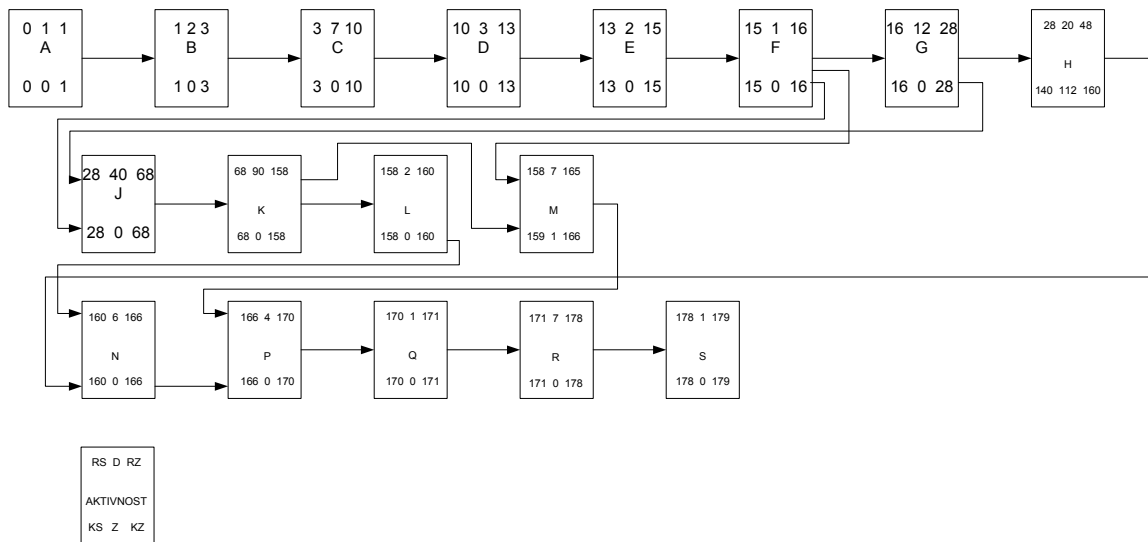 0 1 1
A
0 0 1
1 2 3
B
1 0 3
3 7 10
C
3 0 10
10 3 13
D
10 0 13
13 2 15
E
13 0 15
15 1 16
F
15 0 16
16 12 28
G
16 0 28
28 20 48
H
140 112 160
28 40 68
J
28 0 68
68 90 158
K
68 0 158
158 2 160
L
158 0 160
158 7 165
M
159 1 166
160 6 166
N
160 0 166
166 4 170
P
166 0 170
170 1 171
Q
170 0 171
171 7 178
R
171 0 178
178 1 179
S
178 0 179
RS D RZ
AKTIVNOST
KS Z KZ